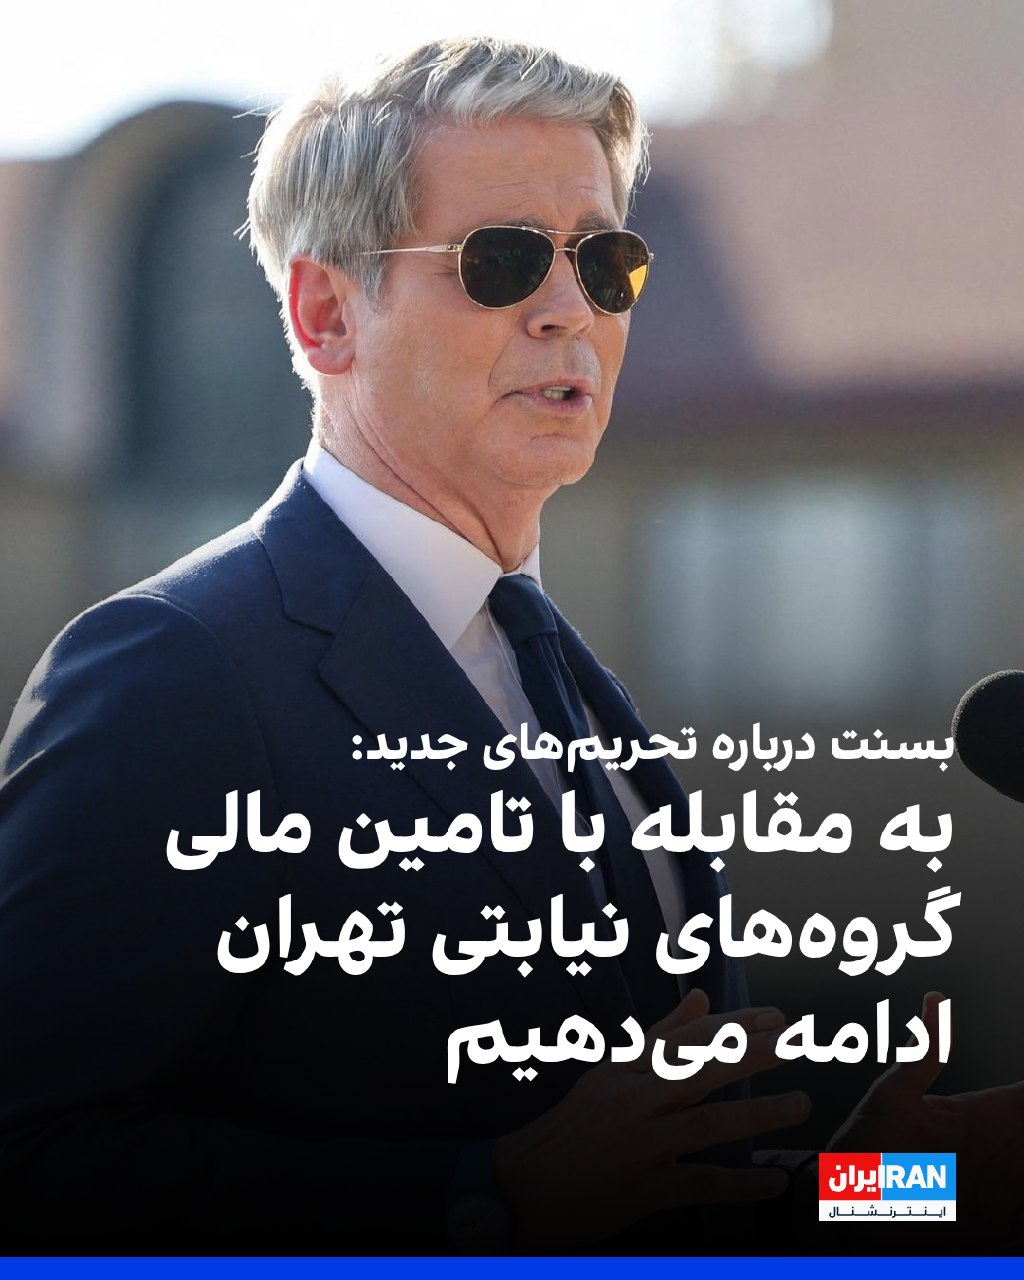 بسنت درباره تحریم‌های جدید:
به مقابله با تامین مالی
گروه‌های نیابتی تهران
ادامه می‌دهیم
ایران IRAN
اینترنشنال